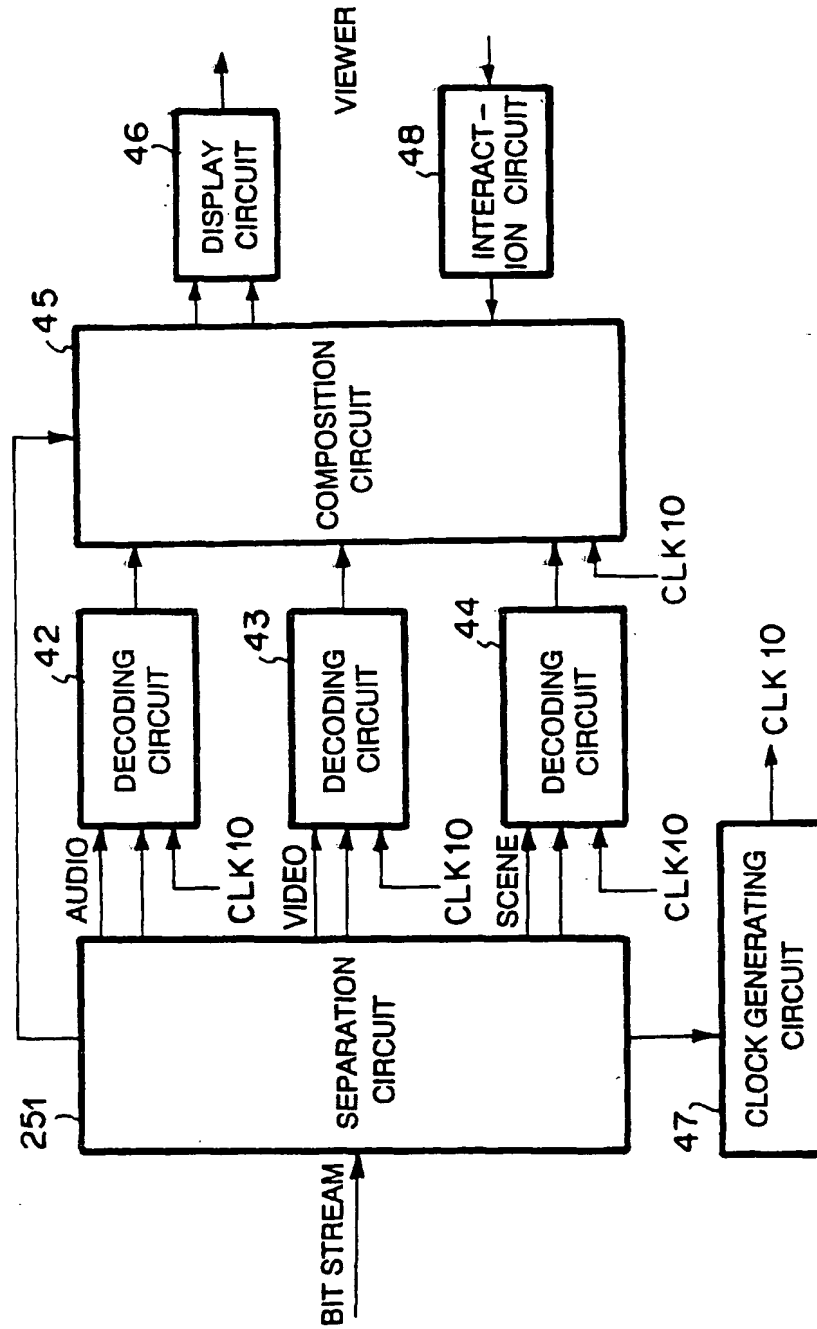 BIT STREAM
251
SEPARATION
CIRCUIT
AUDIO
CLK10
VIDEO
CLK10
SCENE
CLK10
42
DECODING
CIRCUIT
43
DECODING
CIRCUIT
44
DECODING
CIRCUIT
47
CLOCK GENERATING
CIRCUIT
CLK 10
45
COMPOSITION
CIRCUIT
CLK10
46
DISPLAY
CIRCUIT
48
INTERACT-
ION CIRCUIT
VIEWER